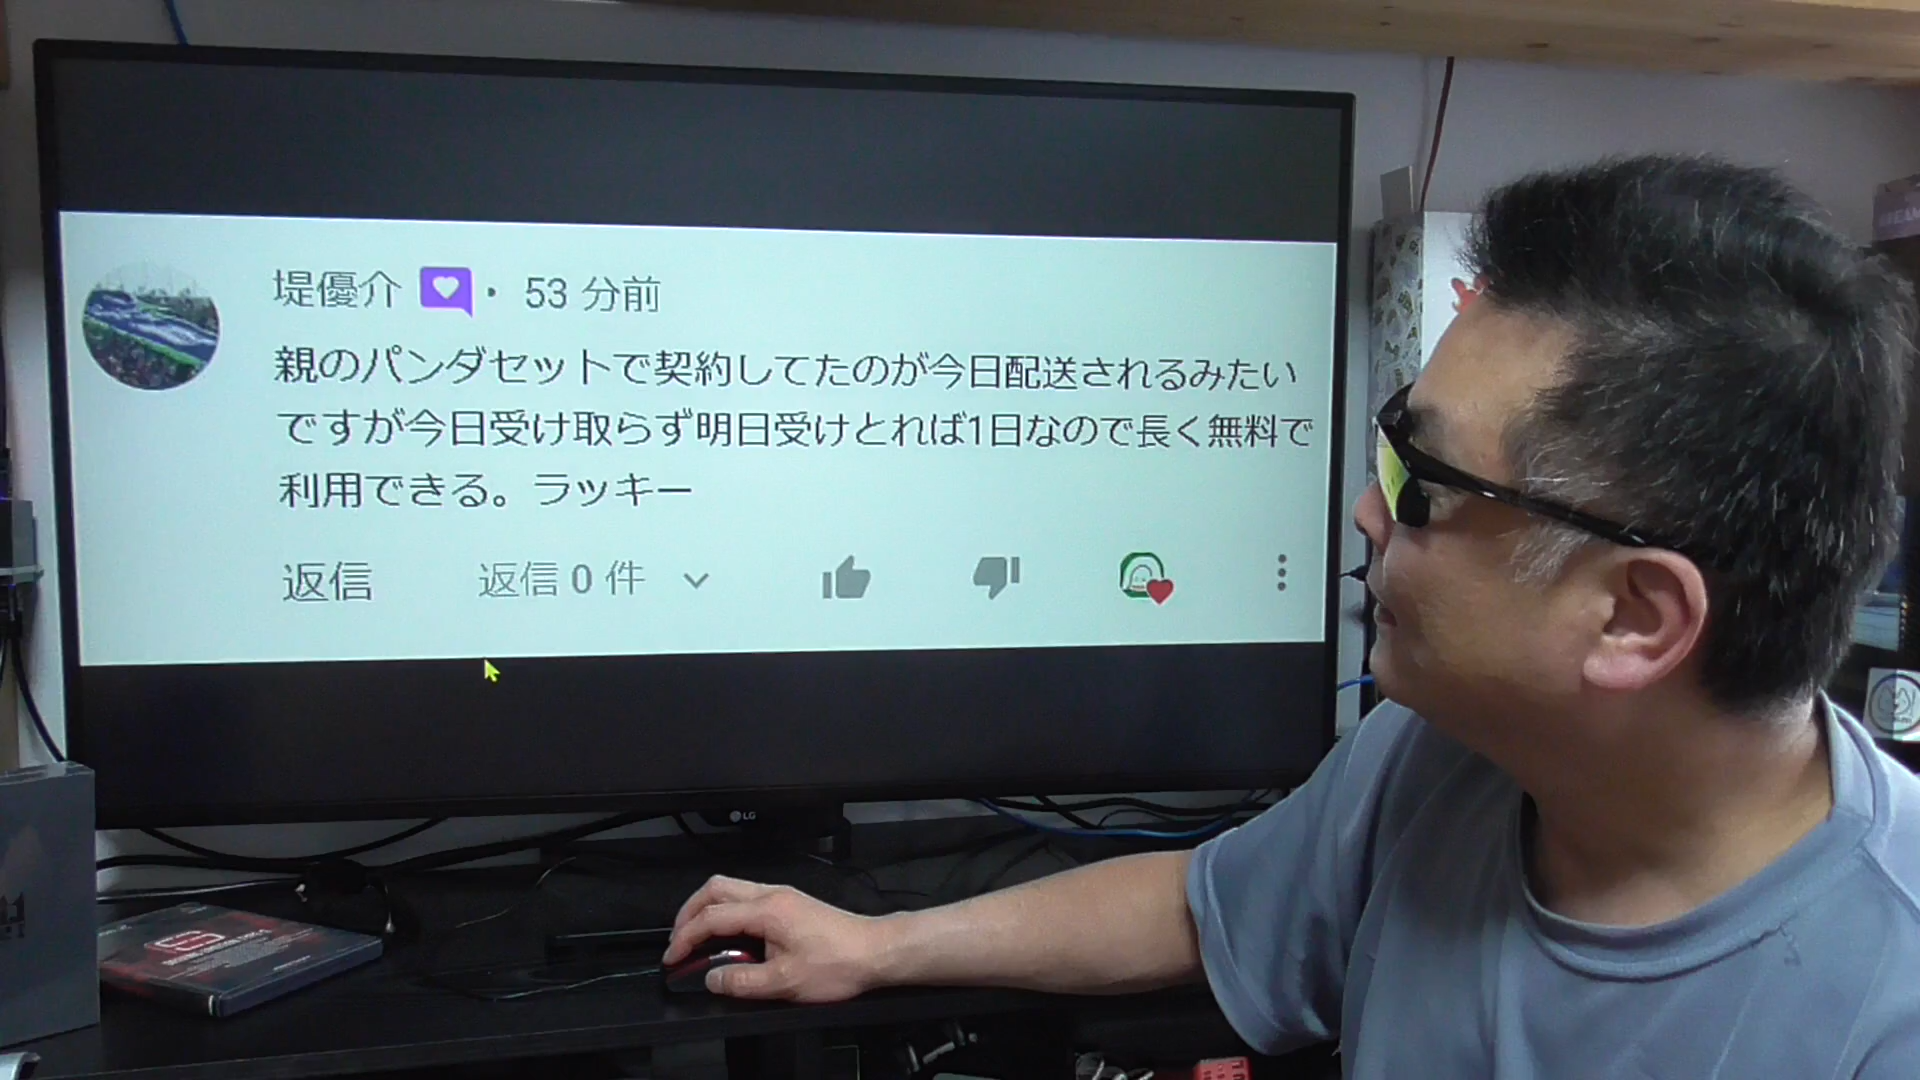 堤優介 • 53 分前
親のパンダセットで契約してたのが今日配送されるみたい
ですが今日受け取らず明日受けとれば1日なので長く無料で
利用できる。ラッキー
返信 返信 0 件
LG